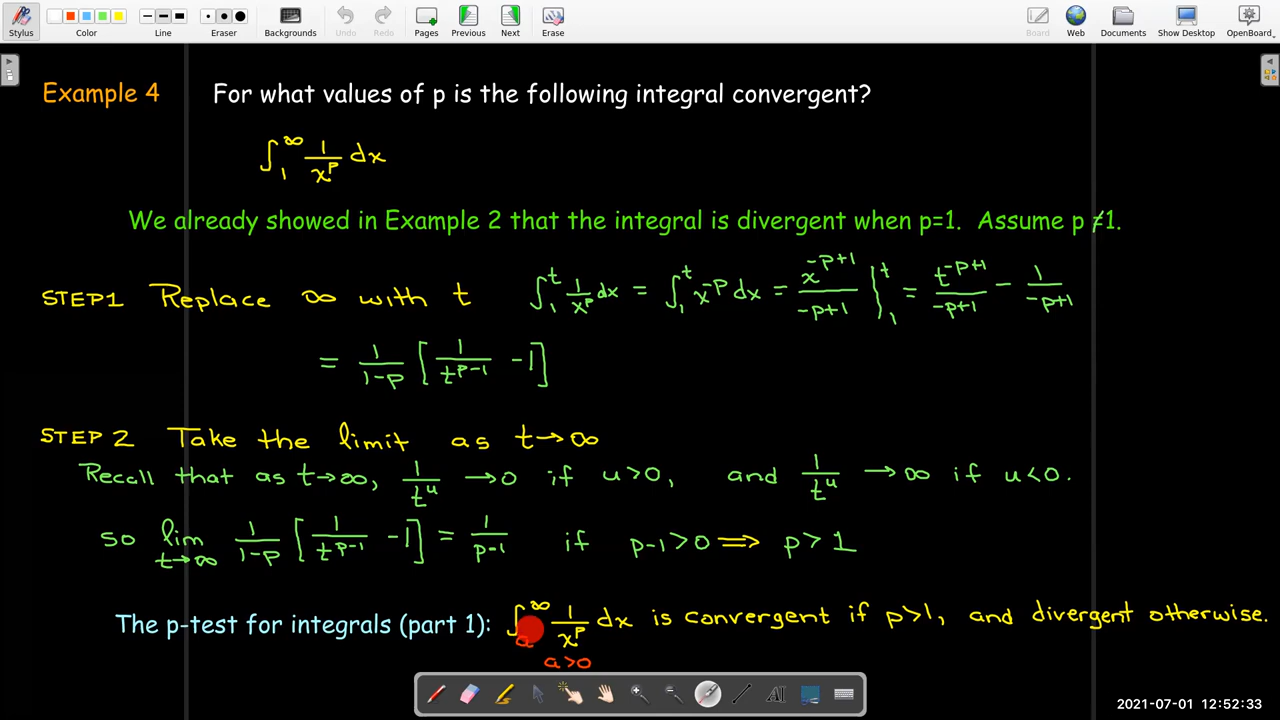 Stylus Color Line Eraser Backgrounds Undo Redo Pages Previous Next Erase Board Web Documents Show Desktop OpenBoard
Example 4 For what values of p is the following integral convergent?
∫₁^∞ 1/x^p dx
We already showed in Example 2 that the integral is divergent when p=1. Assume p ≠1.
STEP1 Replace ∞ with t ∫₁^t 1/x^p dx = ∫₁^t x^-p dx = x^(-p+1)/(-p+1) |₁^t = t^(-p+1)/(-p+1) - 1/(-p+1)
= 1/(1-p) [1/t^(p-1) -1]
STEP 2 Take the limit as t→∞
Recall that as t→∞, 1/t^u →0 if u>0, and 1/t^u →∞ if u<0.
so lim t→∞ 1/(1-p) [1/t^(p-1) -1] = 1/(p-1) if p-1>0 ⟹ p>1
The p-test for integrals (part 1): ∫ₐ^∞ 1/x^p dx is convergent if p>1, and divergent otherwise.
a>0
2021-07-01 12:52:33